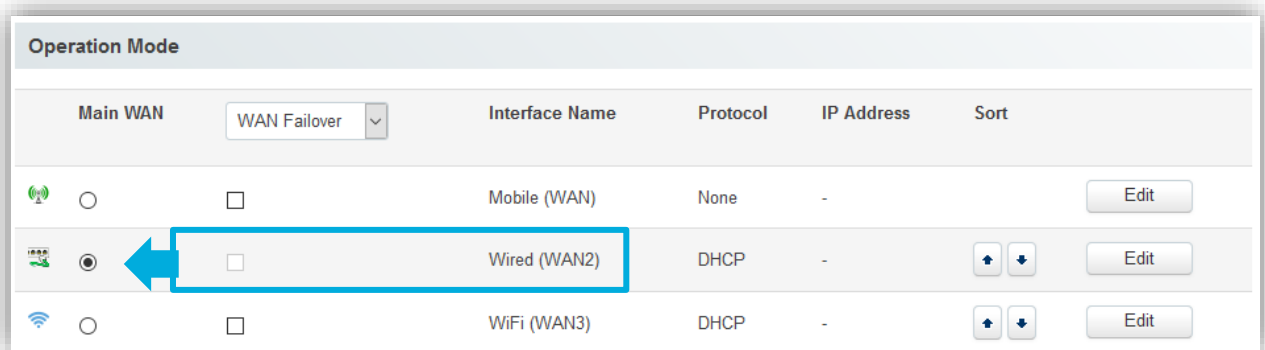 Operation Mode
Main WAN WAN Failover Interface Name Protocol IP Address Sort
Mobile (WAN) None - Edit
Wired (WAN2) DHCP - Edit
WiFi (WAN3) DHCP - Edit